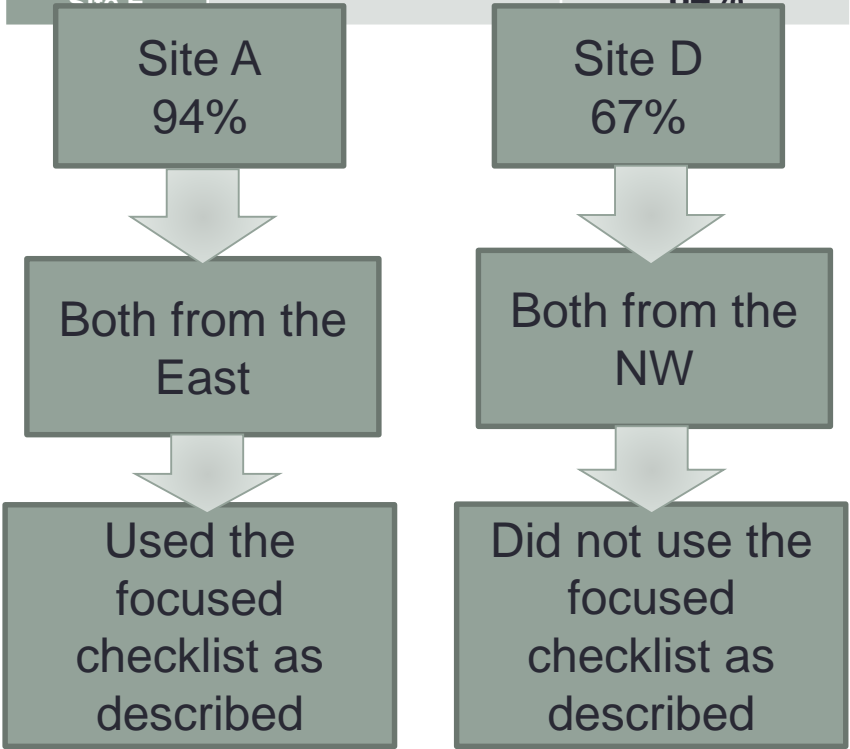 Site A
94%
Site D
67%
Both from the
East
Both from the
NW
Used the
focused
checklist as
described
Did not use the
focused
checklist as
described